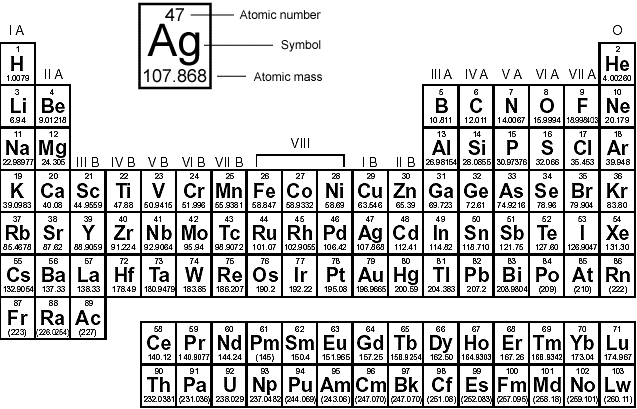 47 Atomic number
Ag Symbol
107.868 Atomic mass
I A O
1 2
H He
1.0079 II A III A IV A V A VI A VII A 4.00260
3 4 5 6 7 8 9 10
Li Be B C N O F Ne
6.94 9.01218 10.811 12.011 14.0067 15.9994 18.998403 20.179
11 12 13 14 15 16 17 18
Na Mg VIII Al Si P S Cl Ar
22.98977 24.305 III B IV B V B VI B VII B I B II B 26.98154 28.0855 30.97376 32.066 35.453 39.948
19 20 21 22 23 24 25 26 27 28 29 30 31 32 33 34 35 36
K Ca Sc Ti V Cr Mn Fe Co Ni Cu Zn Ga Ge As Se Br Kr
39.0983 40.08 44.9559 47.88 50.9415 51.996 55.9381 58.847 58.9332 58.69 63.546 65.39 69.723 72.61 74.9216 78.96 79.904 83.80
37 38 39 40 41 42 43 44 45 46 47 48 49 50 51 52 53 54
Rb Sr Y Zr Nb Mo Tc Ru Rh Pd Ag Cd In Sn Sb Te I Xe
85.4678 87.62 88.9059 91.224 92.9064 95.94 98.9072 101.07 102.9055 106.42 107.868 112.41 114.82 118.710 121.75 127.60 126.9047 131.30
55 56 57 72 73 74 75 76 77 78 79 80 81 82 83 84 85 86
Cs Ba La Hf Ta W Re Os Ir Pt Au Hg Tl Pb Bi Po At Rn
132.9054 137.33 138.33 178.49 180.9479 183.85 186.207 190.2 192.22 195.08 196.9665 200.59 204.383 207.2 208.9804 (209) (210) (222)
87 88 89
Fr Ra Ac
(223) (226.0254) (227)
58 59 60 61 62 63 64 65 66 67 68 69 70 71
Ce Pr Nd Pm Sm Eu Gd Tb Dy Ho Er Tm Yb Lu
140.12 140.9077 144.24 (145) 150.4 151.965 157.25 158.9254 162.50 164.9303 167.26 168.9342 173.04 174.967
90 91 92 93 94 95 96 97 98 99 100 101 102 103
Th Pa U Np Pu Am Cm Bk Cf Es Fm Md No Lw
232.0381 (231.036) 238.029 237.0482 (244.069) (243.06) (247.070) (247.070) (251.08) (252.083) (257.095) (258.18) (259.101) (260.11)